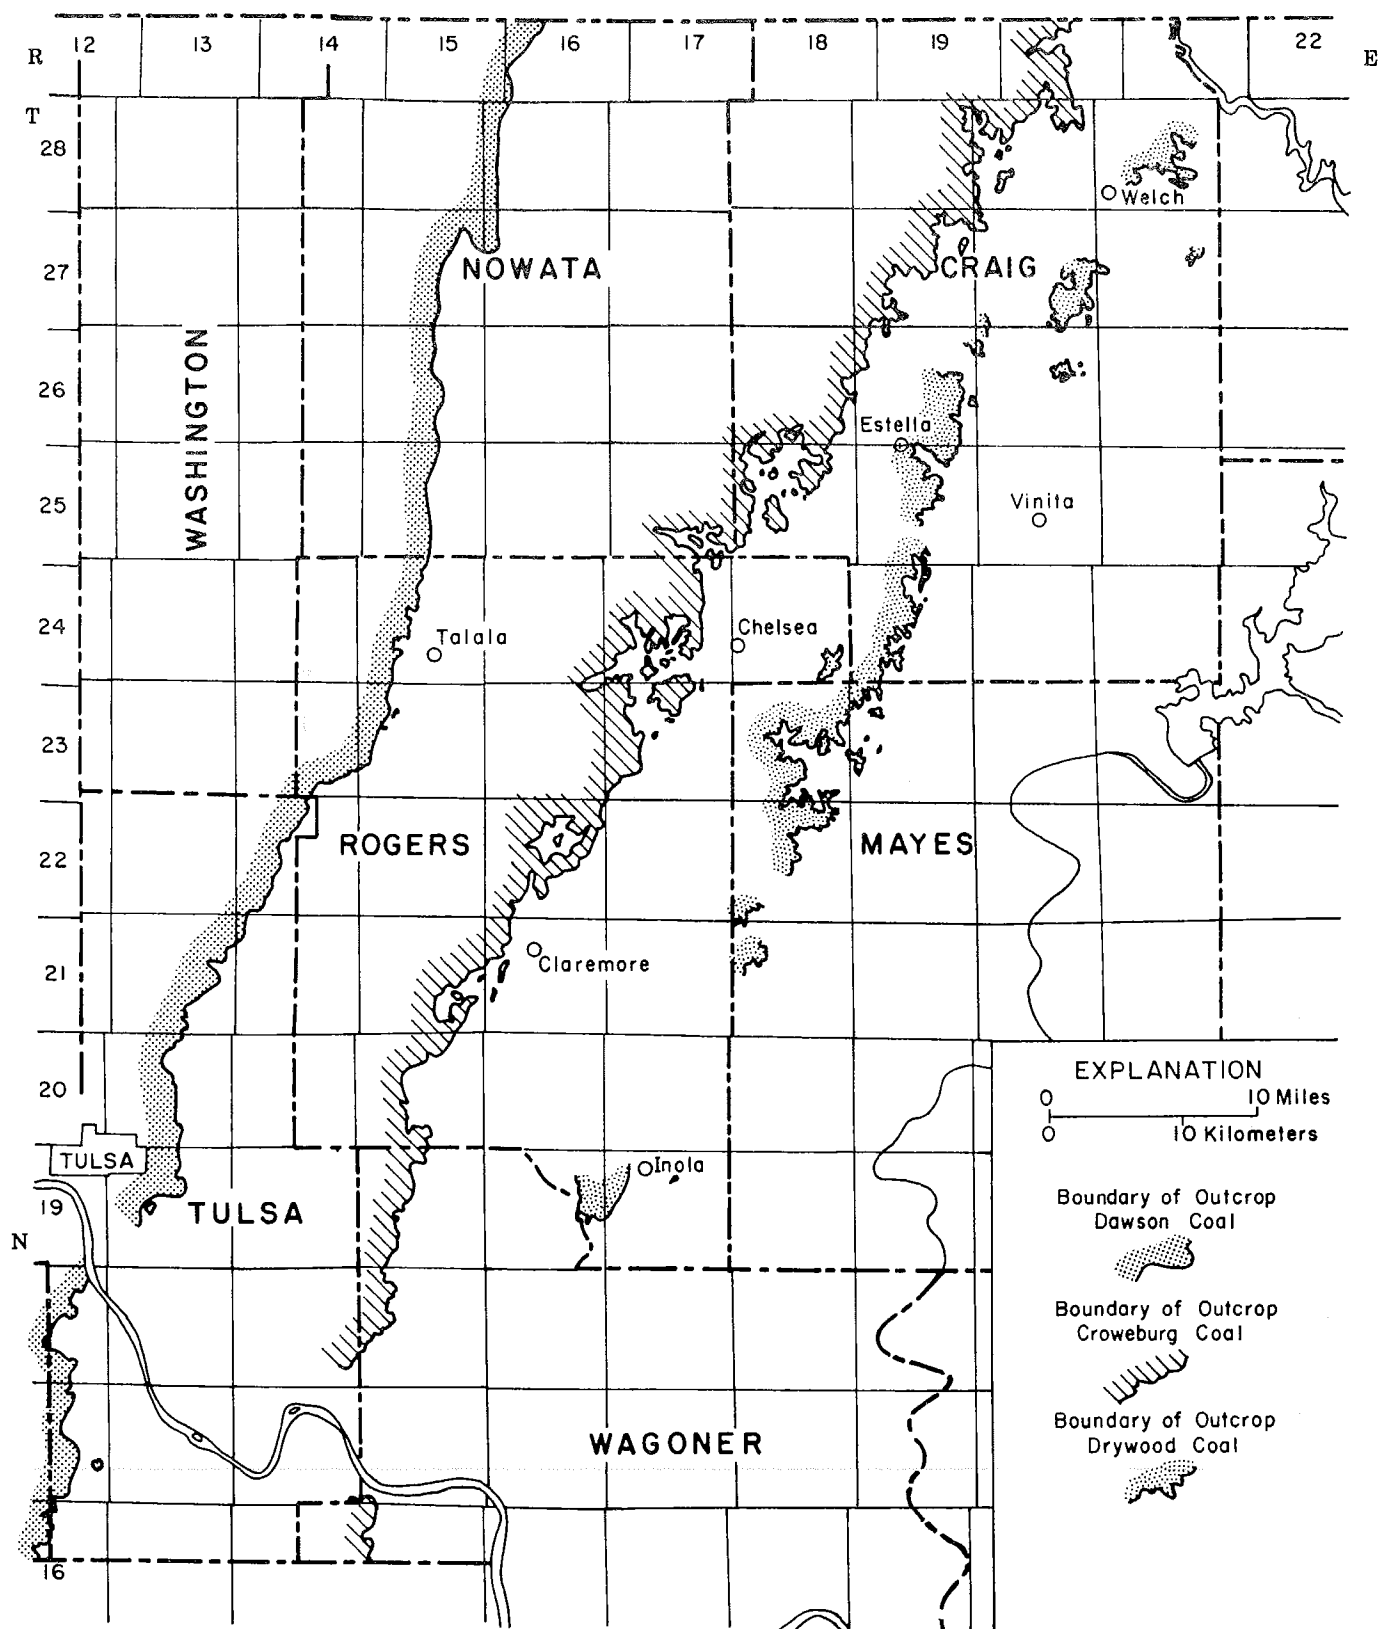 R 12 13 14 15 16 17 18 19 22 E
T
28
Welch
27
NOWATA
CRAIG
WASHINGTON
26
Estella
25
Vinita
24
Talala
Chelsea
23
22
ROGERS
MAYES
21
Claremore
20
EXPLANATION
0 10 Miles
0 10 Kilometers
TULSA
Inola
19
TULSA
Boundary of Outcrop
Dawson Coal
N
Boundary of Outcrop
Croweburg Coal
Boundary of Outcrop
Drywood Coal
WAGONER
16